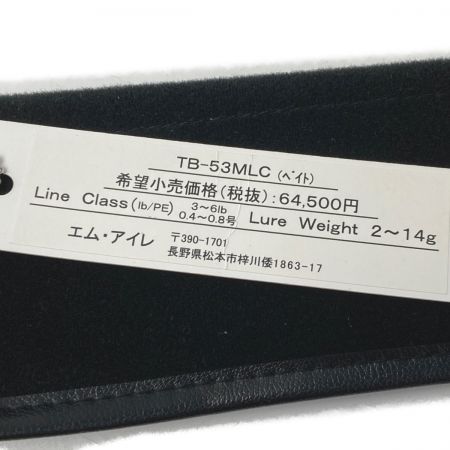 TB-53MLC (ベイト)
希望小売価格(税抜):64,500円
Line Class(lb/PE) 3~6lb 0.4~0.8号 Lure Weight 2~14g
エム・アイレ 〒390-1701
長野県松本市梓川倭1863-17